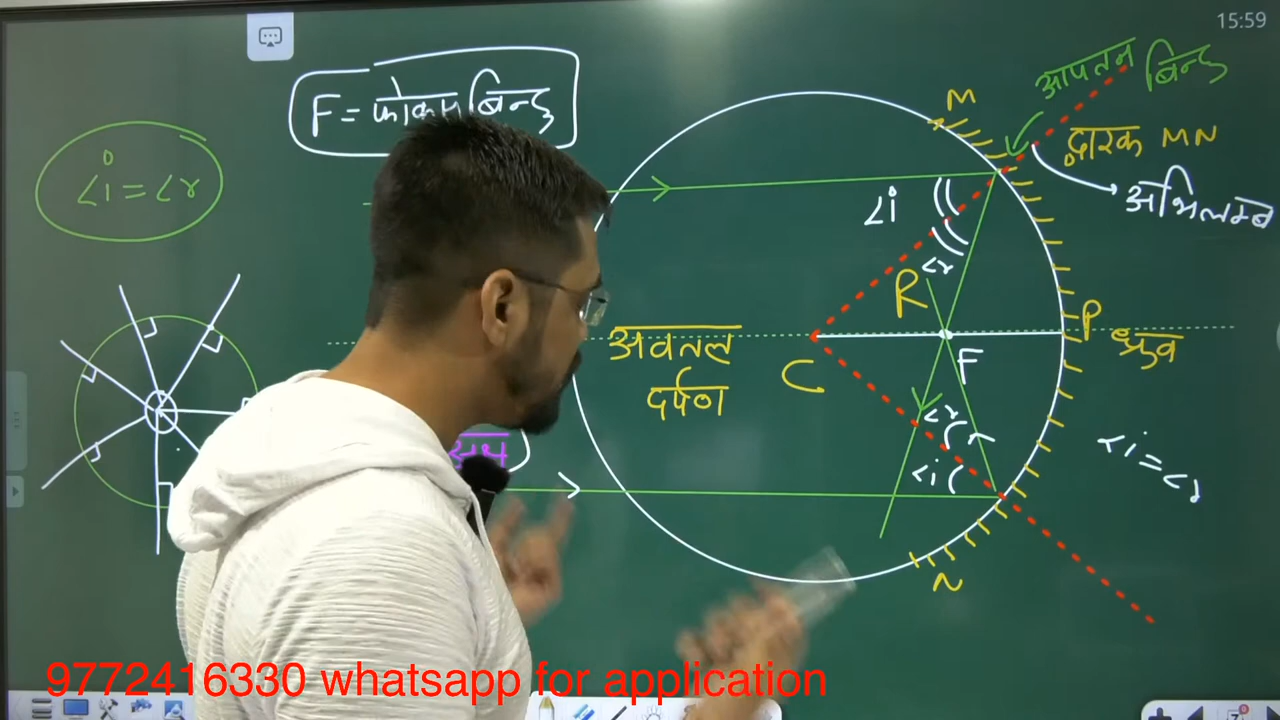 15:59
F = फोकस बिन्दु
∠i = ∠r
M
आपतन बिन्दु
द्वारक MN
अभिलम्ब
∠i
∠r
R
P ध्रुव
अवतल
दर्पण
C
F
∠r
∠i
N
9772416330 whatsapp for application